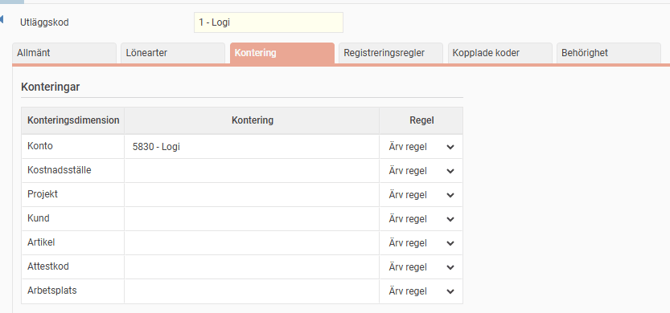 Utläggskod 1 - Logi
Allmänt Lönearter Kontering Registreringsregler Kopplade koder Behörighet
Konteringar
Konteringsdimension Kontering Regel
Konto 5830 - Logi Ärv regel
Kostnadsställe Ärv regel
Projekt Ärv regel
Kund Ärv regel
Artikel Ärv regel
Attestkod Ärv regel
Arbetsplats Ärv regel